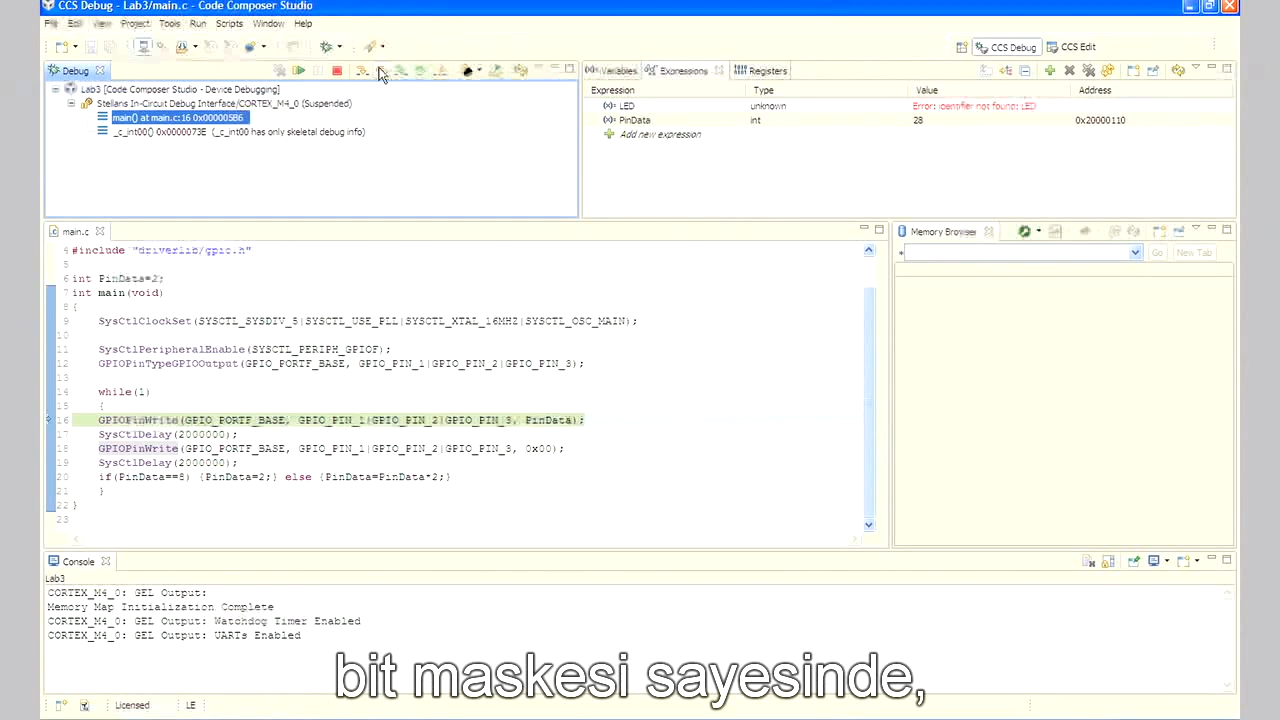 CCS Debug - Lab3/main.c - Code Composer Studio
File Edit View Project Tools Run Scripts Window Help
CCS Debug CCS Edit
Debug
Lab3 [Code Composer Studio - Device Debugging]
Stellaris In-Circuit Debug Interface/CORTEX_M4_0 (Suspended)
main() at main.c:16 0x000005B6
_c_int00() 0x0000073E (_c_int00 has only skeletal debug info)
Variables Expressions Registers
Expression Type Value Address
LED unknown Error: identifier not found: LED
PinData int 28 0x20000110
Add new expression
main.c
4 #include "driverlib/gpio.h"
5
6 int PinData=2;
7 int main(void)
8 {
9 SysCtlClockSet(SYSCTL_SYSDIV_5|SYSCTL_USE_PLL|SYSCTL_XTAL_16MHZ|SYSCTL_OSC_MAIN);
10
11 SysCtlPeripheralEnable(SYSCTL_PERIPH_GPIOF);
12 GPIOPinTypeGPIOOutput(GPIO_PORTF_BASE, GPIO_PIN_1|GPIO_PIN_2|GPIO_PIN_3);
13
14 while(1)
15 {
16 GPIOPinWrite(GPIO_PORTF_BASE, GPIO_PIN_1|GPIO_PIN_2|GPIO_PIN_3, PinData);
17 SysCtlDelay(2000000);
18 GPIOPinWrite(GPIO_PORTF_BASE, GPIO_PIN_1|GPIO_PIN_2|GPIO_PIN_3, 0x00);
19 SysCtlDelay(2000000);
20 if(PinData==8) {PinData=2;} else {PinData=PinData*2;}
21 }
22 }
23
Memory Browser
Go New Tab
Console
Lab3
CORTEX_M4_0: GEL Output:
Memory Map Initialization Complete
CORTEX_M4_0: GEL Output: Watchdog Timer Enabled
CORTEX_M4_0: GEL Output: UARTs Enabled
bit maskesi sayesinde,
Licensed LE